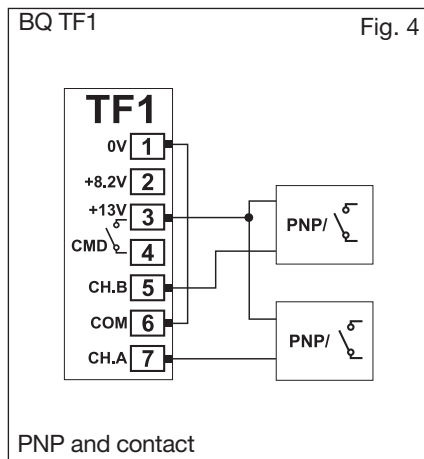 BQ TF1
Fig. 4
TF1
0V 1
+8.2V 2
+13V 3
CMD 4
CH.B 5
COM 6
CH.A 7
PNP/
PNP/
PNP and contact